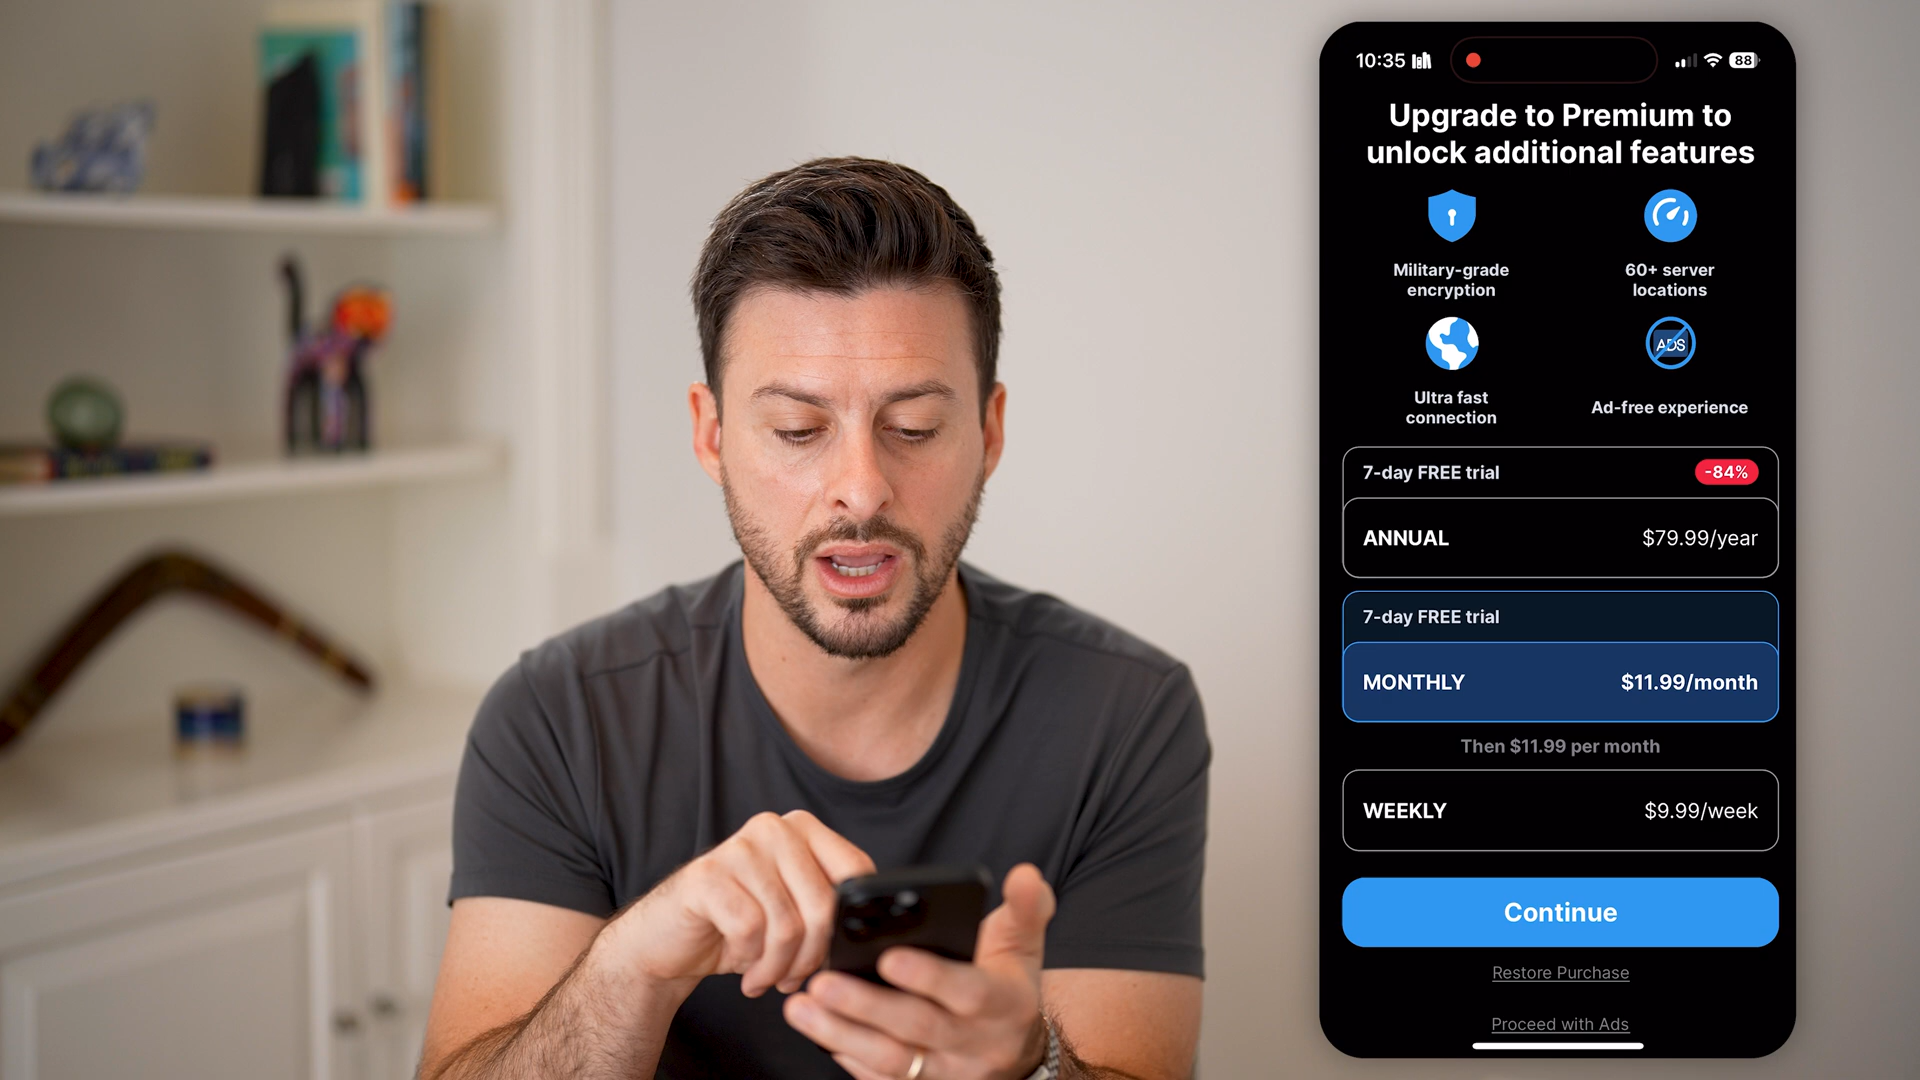 10:35
88
Upgrade to Premium to
unlock additional features
Military-grade
encryption
60+ server
locations
ADS
Ultra fast
connection
Ad-free experience
7-day FREE trial
-84%
ANNUAL
$79.99/year
7-day FREE trial
MONTHLY
$11.99/month
Then $11.99 per month
WEEKLY
$9.99/week
Continue
Restore Purchase
Proceed with Ads